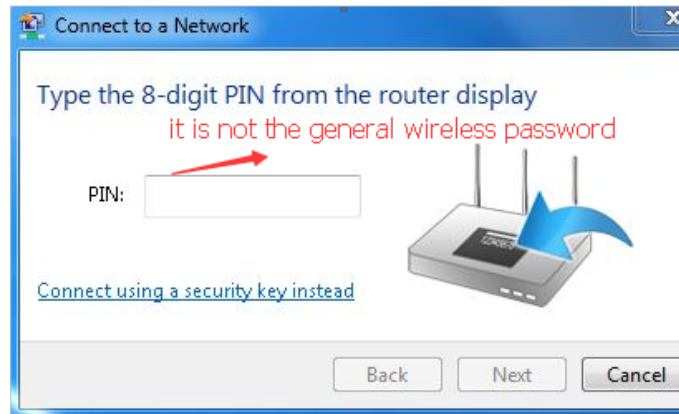 Connect to a Network
Type the 8-digit PIN from the router display
it is not the general wireless password
PIN:
12345670
Connect using a security key instead
Back
Next
Cancel